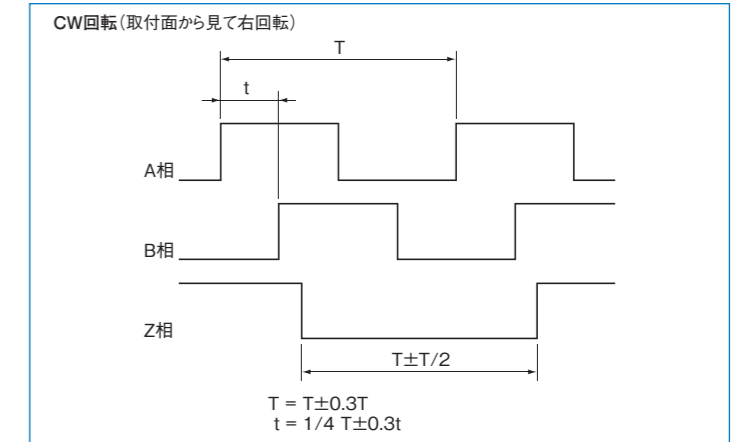 CW回転(取付面から見て右回転)
T
t
A相
B相
Z相
T±T/2
T = T±0.3T
t = 1/4 T±0.3t